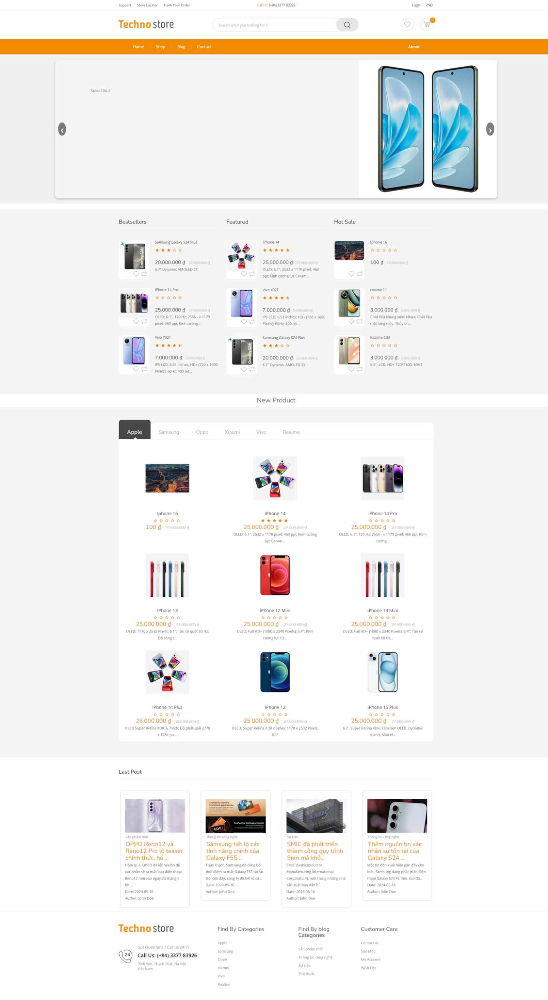 Support
Store Locator
Track Your Order
Call Us: (+84) 3377 83926
Login
VNĐ
Techno store
Search what you looking for ?
0
Home
Shop
Blog
Contact
About
Slider Title 3
Bestsellers
Samsung Galaxy S24 Plus
Galaxy S24+
20.000.000 ₫ 22.000.000 ₫
6.7" Dynamic AMOLED 2X
iPhone 14 Pro
25.000.000 ₫ 27.000.000 ₫
OLED; 6.1"; 120 Hz; 2556 - x 1179
pixel; 460 ppi; Kính cường...
Vivo Y02T
7.000.000 ₫ 9.000.000 ₫
IPS LCD; 6.51 inches; HD+ (720 x 1600
Pixels); 60Hz; 400 nit...
Featured
iPhone 14
25.000.000 ₫ 27.000.000 ₫
OLED; 6.1"; 2532 x 1170 pixel; 460
ppi; Kính cường lực Ceram...
Vivo Y02T
7.000.000 ₫ 9.000.000 ₫
IPS LCD; 6.51 inches; HD+ (720 x 1600
Pixels); 60Hz; 400 nit...
Samsung Galaxy S24 Plus
Galaxy S24+
20.000.000 ₫ 22.000.000 ₫
6.7" Dynamic AMOLED 2X
Hot Sale
Iphone 16
100 ₫ 10.000.000 ₫
realme 11
3.000.000 ₫ 5.000.000 ₫
Chất liệu khung viền: Nhựa; Chất liệu
mặt lưng máy: Thủy tin...
Realme C33
3.000.000 ₫ 5.000.000 ₫
6.5"; LCD; HD+ 720*1600; 60HZ
New Product
Apple
Samsung
Oppo
Xiaomi
Vivo
Realme
Iphone 16
100 ₫ 10.000.000 ₫
iPhone 14
25.000.000 ₫ 27.000.000 ₫
OLED; 6.1"; 2532 x 1170 pixel; 460 ppi; Kính cường
lực Ceram...
iPhone 14 Pro
25.000.000 ₫ 27.000.000 ₫
OLED; 6.1"; 120 Hz; 2556 - x 1179 pixel; 460 ppi; Kính
cường...
iPhone 13
25.000.000 ₫ 27.000.000 ₫
OLED; 1170 x 2532 Pixels; 6.1"; Tần số quét 60 Hz;
Độ sáng t...
iPhone 12 Mini
25.000.000 ₫ 27.000.000 ₫
OLED; Full HD+ (1080 x 2340 Pixels); 5.4"; Kính
cường lực Ce...
iPhone 13 Mini
25.000.000 ₫ 27.000.000 ₫
OLED; Full HD+ (1080 x 2340 Pixels); 5.4"; Tần số
quét 60 Hz...
iPhone 14 Plus
26.000.000 ₫ 28.000.000 ₫
OLED Super Retina XDR; 6.7inch; Độ phân giải 2778
x 1284 pix...
iPhone 12
25.000.000 ₫ 27.000.000 ₫
OLED; Super Retina XDR display; 1170 x 2532 Pixels;
6.1"
iPhone 15 Plus
25.000.000 ₫ 27.000.000 ₫
6.7', Super Retina XDR, Tấm nền OLED, Dynamic
Island, Màn hì...
Last Post
Sản phẩm mới
OPPO Reno12 và
Reno12 Pro lộ teaser
chính thức, hé...
Hôm qua, OPPO đã lên Weibo để
xác nhận sẽ ra mắt loạt điện thoại
Reno12 mới vào ngày 23 tháng 5
tới....
Date: 2024-05-16
Author: John Doe
Crafted to redefine
immersive experiences
Crafted for limitless potential
45W
Thông tin công nghệ
Samsung tiết lộ các
tính năng chính của
Galaxy F55...
Tuần trước, Samsung đã công bố
thời điểm ra mắt Galaxy F55 tại Ấn
Độ. Giờ đây, công ty đã tiết lộ cá...
Date: 2024-05-16
Author: John Doe
SMIC
Sự kiện
SMIC đã phát triển
thành công quy trình
5nm mà khô...
SMIC (Semiconductor
Manufacturing International
Corporation), một trong những nhà
sản xuất bán dẫn h...
Date: 2024-05-16
Author: John Doe
Thông tin công nghệ
Thêm nguồn tin xác
nhận sự tồn tại của
Galaxy S24 ...
Một tin đồn xuất hiện gần đây cho
biết, Samsung đang phát triển điện
thoại Galaxy S24 FE mới. Giờ đâ...
Date: 2024-05-16
Author: John Doe
Techno store
24
Got Questions ? Call us 24/7!
Call Us: (+84) 3377 83926
Bình Yên, Thạch Thất, Hà Nội
Việt Nam.
Find By Categories
Apple
Samsung
Oppo
Xiaomi
Vivo
Realme
Find By blog
Categories
Sản phẩm mới
Thông tin công nghệ
Sự kiện
Thủ thuật
Customer Care
Contact us
Site Map
My Account
Wish List